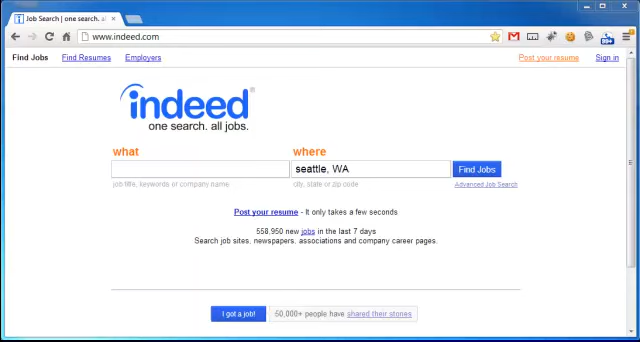 Job Search | one search. all
www.indeed.com
Find Jobs Find Resumes Employers Post your resume Sign in
indeed®
one search. all jobs.
what where
seattle, WA Find Jobs
job title, keywords or company name city, state or zip code Advanced Job Search
Post your resume - It only takes a few seconds
558,950 new jobs in the last 7 days
Search job sites, newspapers, associations and company career pages.
I got a job! 50,000+ people have shared their stories